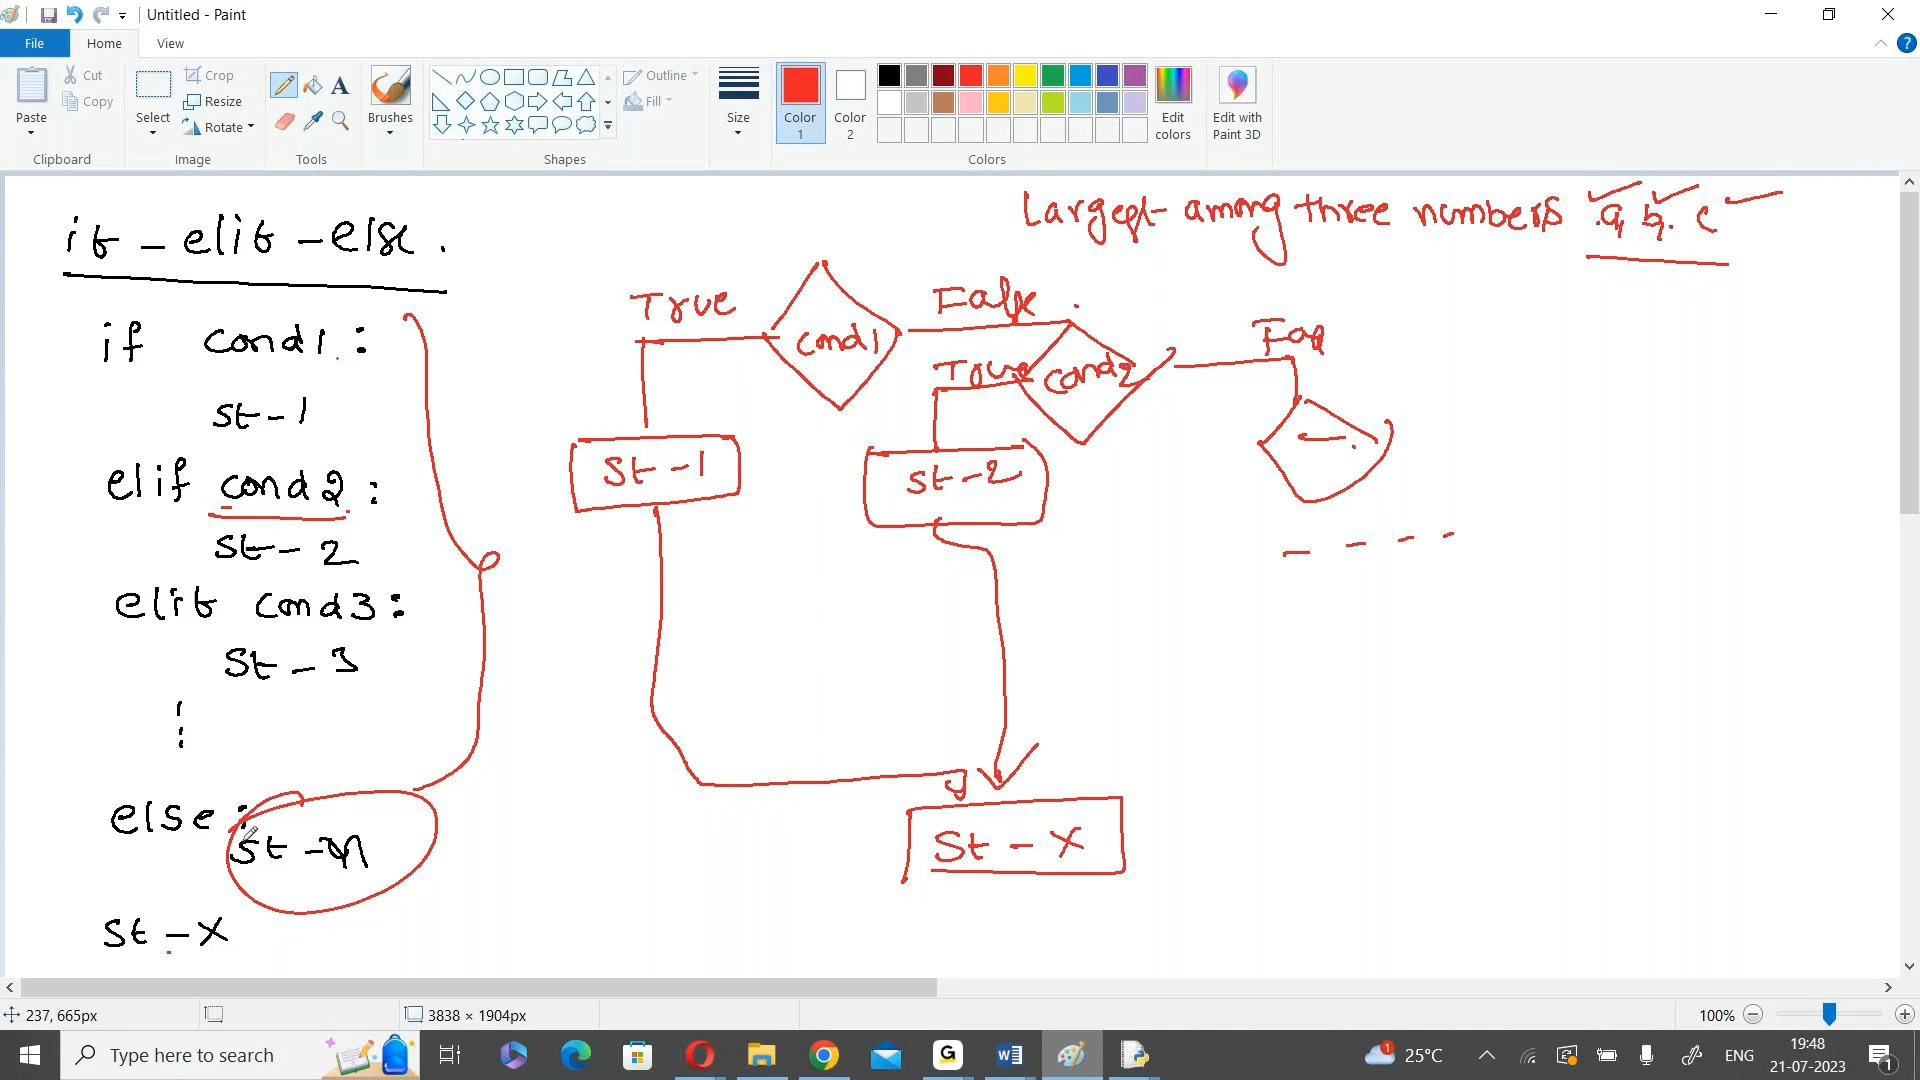 Untitled - Paint
File
Home
View
Paste
Cut
Copy
Clipboard
Select
Crop
Resize
Rotate
Image
Tools
Brushes
Outline
Fill
Shapes
Size
Color 1
Color 2
Edit colors
Edit with Paint 3D
Colors
if - elif - else.
if cond1:
st-1
elif cond2:
st-2
elif cond3:
st-3
else:
st-n
st-x
Largest among three numbers a, b, c
True
cond1
False
True
cond2
st-1
st-2
st-x
237, 665px
3838 × 1904px
100%
Type here to search
1
25°C
ENG
19:48
21-07-2023
1